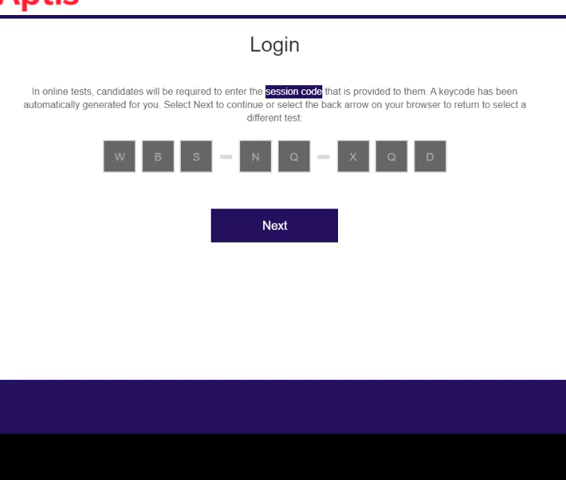 Aptis
Login
In online tests, candidates will be required to enter the session code that is provided to them. A keycode has been
automatically generated for you. Select Next to continue or select the back arrow on your browser to return to select a
different test:
W B S – N Q – X Q D
Next